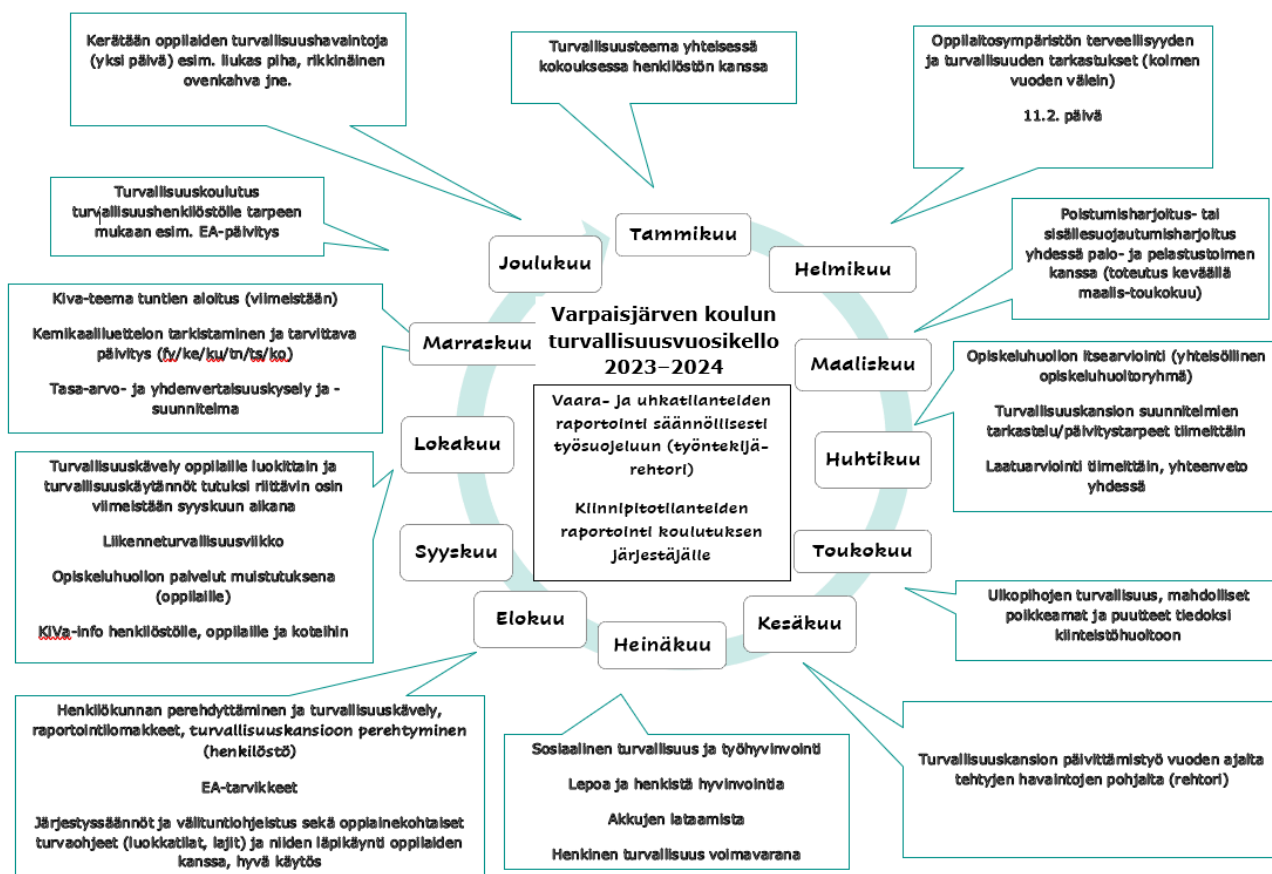 Kerätään oppilaiden turvallisuushavaintoja
(yksi päivä) esim. liukas piha, rikkinäinen
ovenkahva jne.
Turvallisuusteema yhteisessä
kokouksessa henkilöstön kanssa
Oppilaitosympäristön terveellisyyden
ja turvallisuuden tarkastukset (kolmen
vuoden välein)
11.2. päivä
Turvallisuuskoulutus
turvallisuushenkilöstölle tarpeen
mukaan esim. EA-päivitys
Poistumisharjoitus- tai
sisällesuojautumisharjoitus
yhdessä palo- ja pelastustoimen
kanssa (toteutus keväällä
maalis-toukokuu)
Tammikuu
Helmikuu
Joulukuu
Kiva-teema tuntien aloitus (viimeistään)
Kemikaaliluettelon tarkistaminen ja tarvittava
päivitys (fy/ke/ku/tn/ts/ko)
Tasa-arvo- ja yhdenvertaisuuskysely ja -
suunnitelma
Marraskuu
Varpaisjärven koulun
turvallisuusvuosikello
2023–2024
Maaliskuu
Vaara- ja uhkatilanteiden
raportointi säännöllisesti
työsuojeluun (työntekijä-
rehtori)
Kiinnipitotilanteiden
raportointi koulutuksen
järjestäjälle
Opiskeluhuollon itsearviointi (yhteisöllinen
opiskeluhuoltoryhmä)
Turvallisuuskansion suunnitelmien
tarkastelu/päivitystarpeet tiimeittäin
Laatuarviointi tiimeittäin, yhteenveto
yhdessä
Lokakuu
Huhtikuu
Turvallisuuskävely oppilaille luokittain ja
turvallisuuskäytännöt tutuksi riittävin osin
viimeistään syyskuun aikana
Liikenneturvallisuusviikko
Opiskeluhuollon palvelut muistutuksena
(oppilaille)
KiVa-info henkilöstölle, oppilaille ja koteihin
Syyskuu
Toukokuu
Ulkopihojen turvallisuus, mahdolliset
poikkeamat ja puutteet tiedoksi
kiinteistöhuoltoon
Elokuu
Heinäkuu
Kesäkuu
Henkilökunnan perehdyttäminen ja turvallisuuskävely,
raportointilomakkeet, turvallisuuskansioon perehtyminen
(henkilöstö)
EA-tarvikkeet
Järjestyssäännöt ja välituntiohjeistus sekä oppiainekohtaiset
turvaohjeet (luokkatilat, lajit) ja niiden läpikäynti oppilaiden
kanssa, hyvä käytös
Sosiaalinen turvallisuus ja työhyvinvointi
Lepoa ja henkistä hyvinvointia
Akkujen lataamista
Henkinen turvallisuus voimavarana
Turvallisuuskansion päivittämistyö vuoden ajalta
tehtyjen havaintojen pohjalta (rehtori)